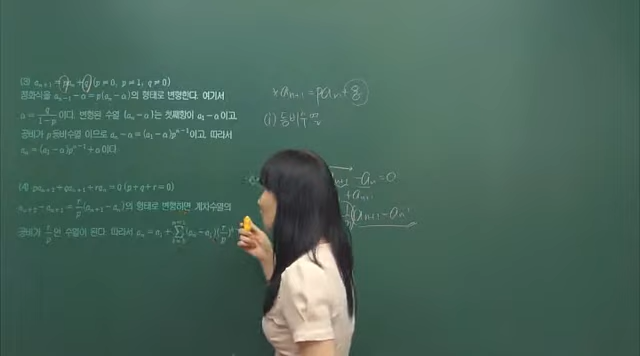 (3) aₙ₊₁ = paₙ + q (p ≠ 0, p ≠ 1, q ≠ 0)
점화식을 aₙ₊₁ − α = p(aₙ − α)의 형태로 변형한다. 여기서
α = q/(1−p) 이다. 변형된 수열 {aₙ − α}는 첫째항이 a₁ − α 이고,
공비가 p 등비수열 이므로 aₙ − α = (a₁ − α)pⁿ⁻¹이고, 따라서
aₙ = (a₁ − α)pⁿ⁻¹ + α 이다.
(4) paₙ₊₂ + qaₙ₊₁ + raₙ = 0 (p + q + r = 0)
aₙ₊₂ − aₙ₊₁ = r/p (aₙ₊₁ − aₙ)의 형태로 변형하면 계차수열의
공비가 r/p 인 수열이 된다. 따라서 aₙ = a₁ +
* aₙ₊₁ = paₙ + q
(i) 등비수열
− aₙ = 0
+ aₙ₊₁
(aₙ₊₁ − aₙ)